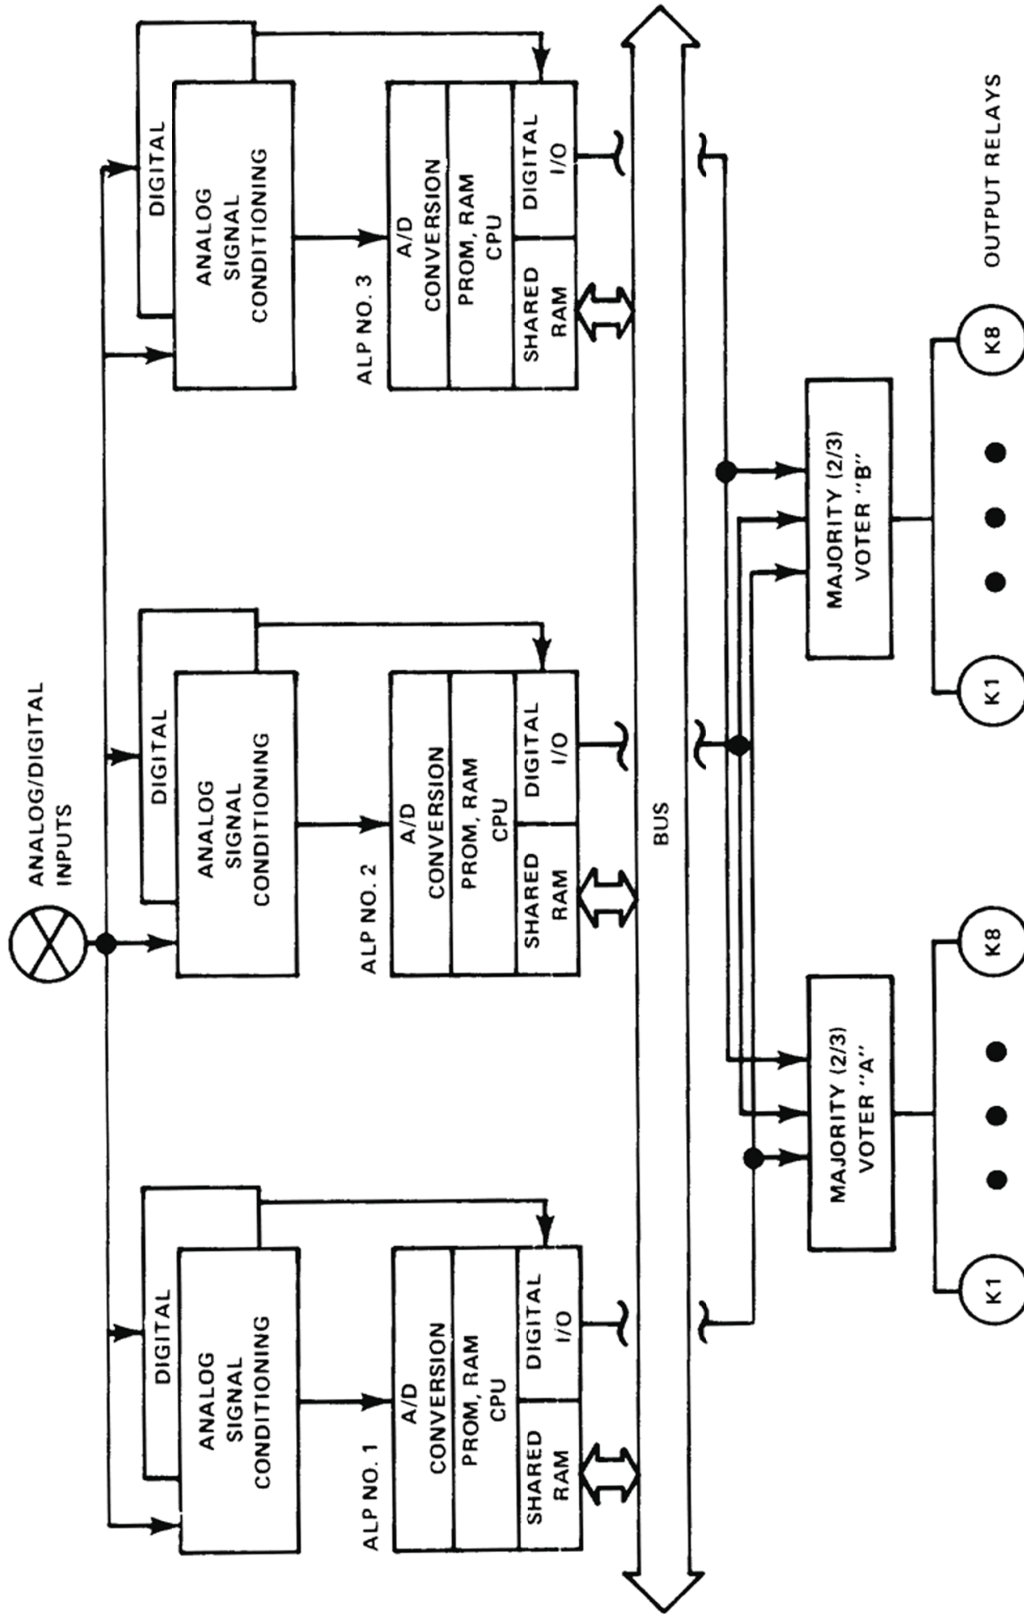 ANALOG/DIGITAL
INPUTS
DIGITAL
ANALOG
SIGNAL
CONDITIONING
DIGITAL
ANALOG
SIGNAL
CONDITIONING
DIGITAL
ANALOG
SIGNAL
CONDITIONING
ALP NO. 1
A/D
CONVERSION
PROM, RAM
CPU
SHARED
RAM
DIGITAL
I/O
ALP NO. 2
A/D
CONVERSION
PROM, RAM
CPU
SHARED
RAM
DIGITAL
I/O
ALP NO. 3
A/D
CONVERSION
PROM, RAM
CPU
SHARED
RAM
DIGITAL
I/O
BUS
MAJORITY (2/3)
VOTER "A"
MAJORITY (2/3)
VOTER "B"
K1
K8
K1
K8
OUTPUT RELAYS